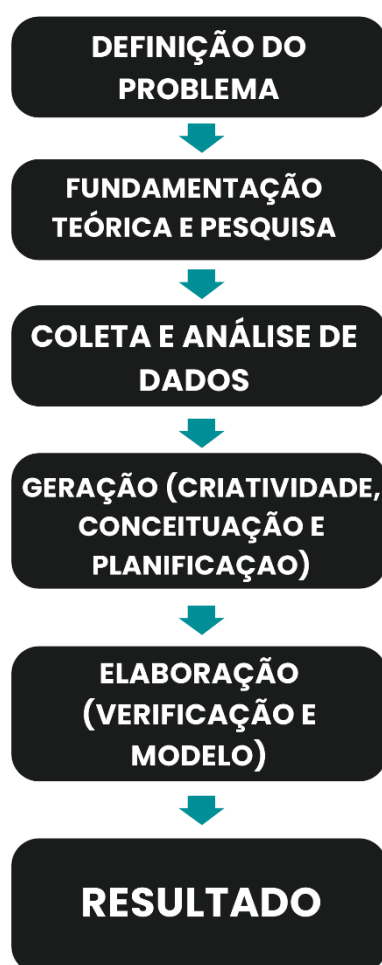 DEFINIÇÃO DO
PROBLEMA
FUNDAMENTAÇÃO
TEÓRICA E PESQUISA
COLETA E ANÁLISE DE
DADOS
GERAÇÃO (CRIATIVIDADE,
CONCEITUAÇÃO E
PLANIFICAÇAO)
ELABORAÇÃO
(VERIFICAÇÃO E
MODELO)
RESULTADO